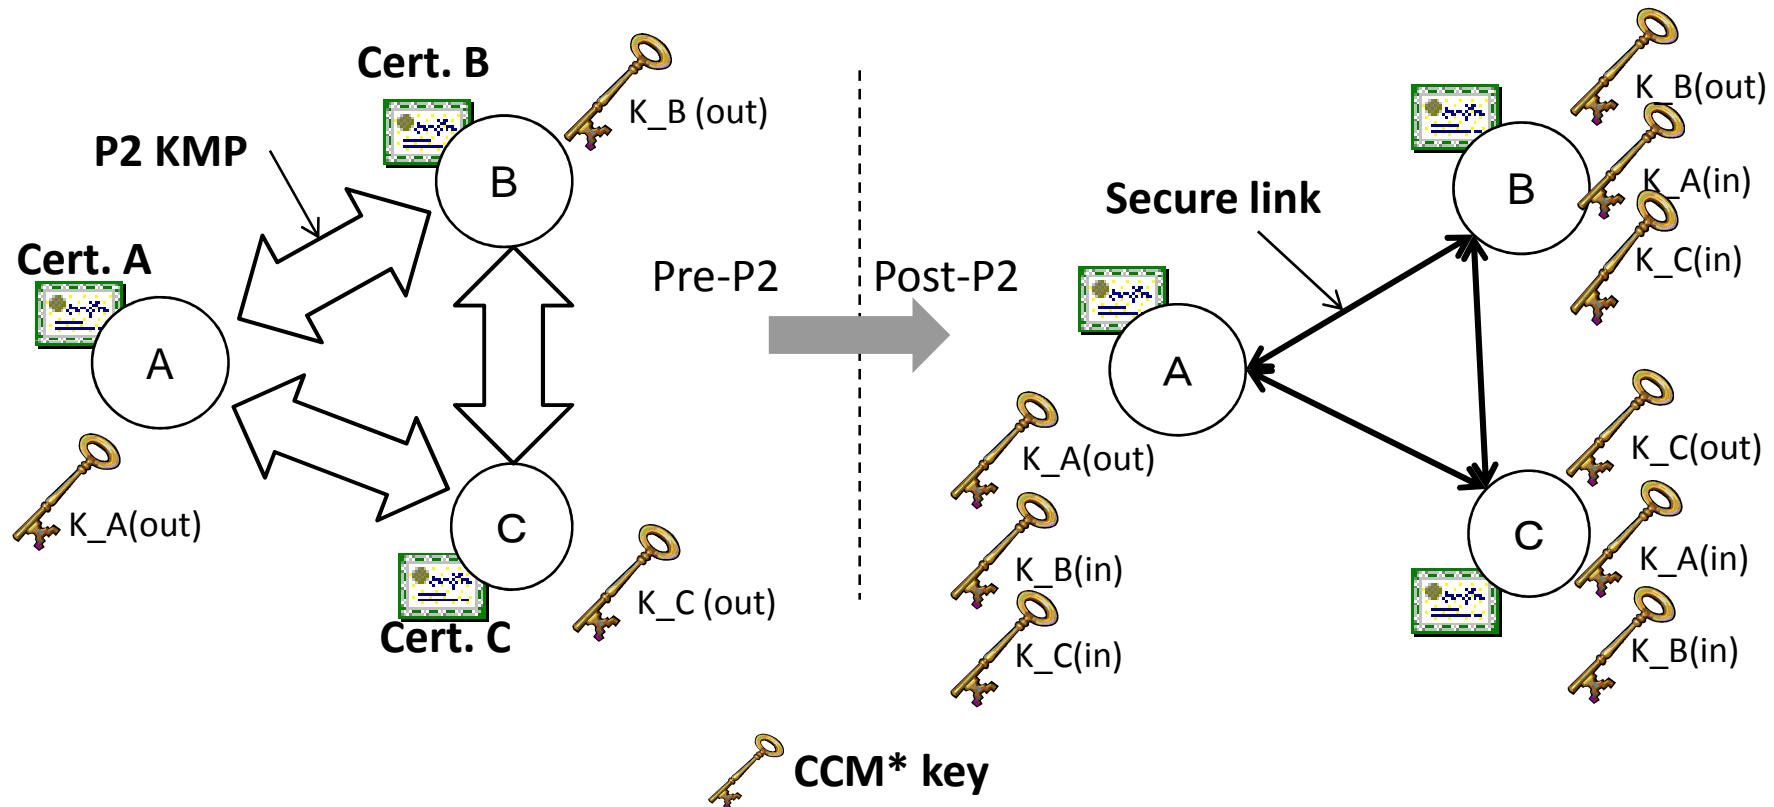 Cert. B
K_B (out)
P2 KMP
B
Cert. A
A
K_A(out)
C
K_C (out)
Cert. C
Pre-P2
Post-P2
K_B(out)
B
K_A(in)
Secure link
K_C(in)
A
K_A(out)
K_B(in)
K_C(in)
K_C(out)
C
K_A(in)
K_B(in)
CCM* key